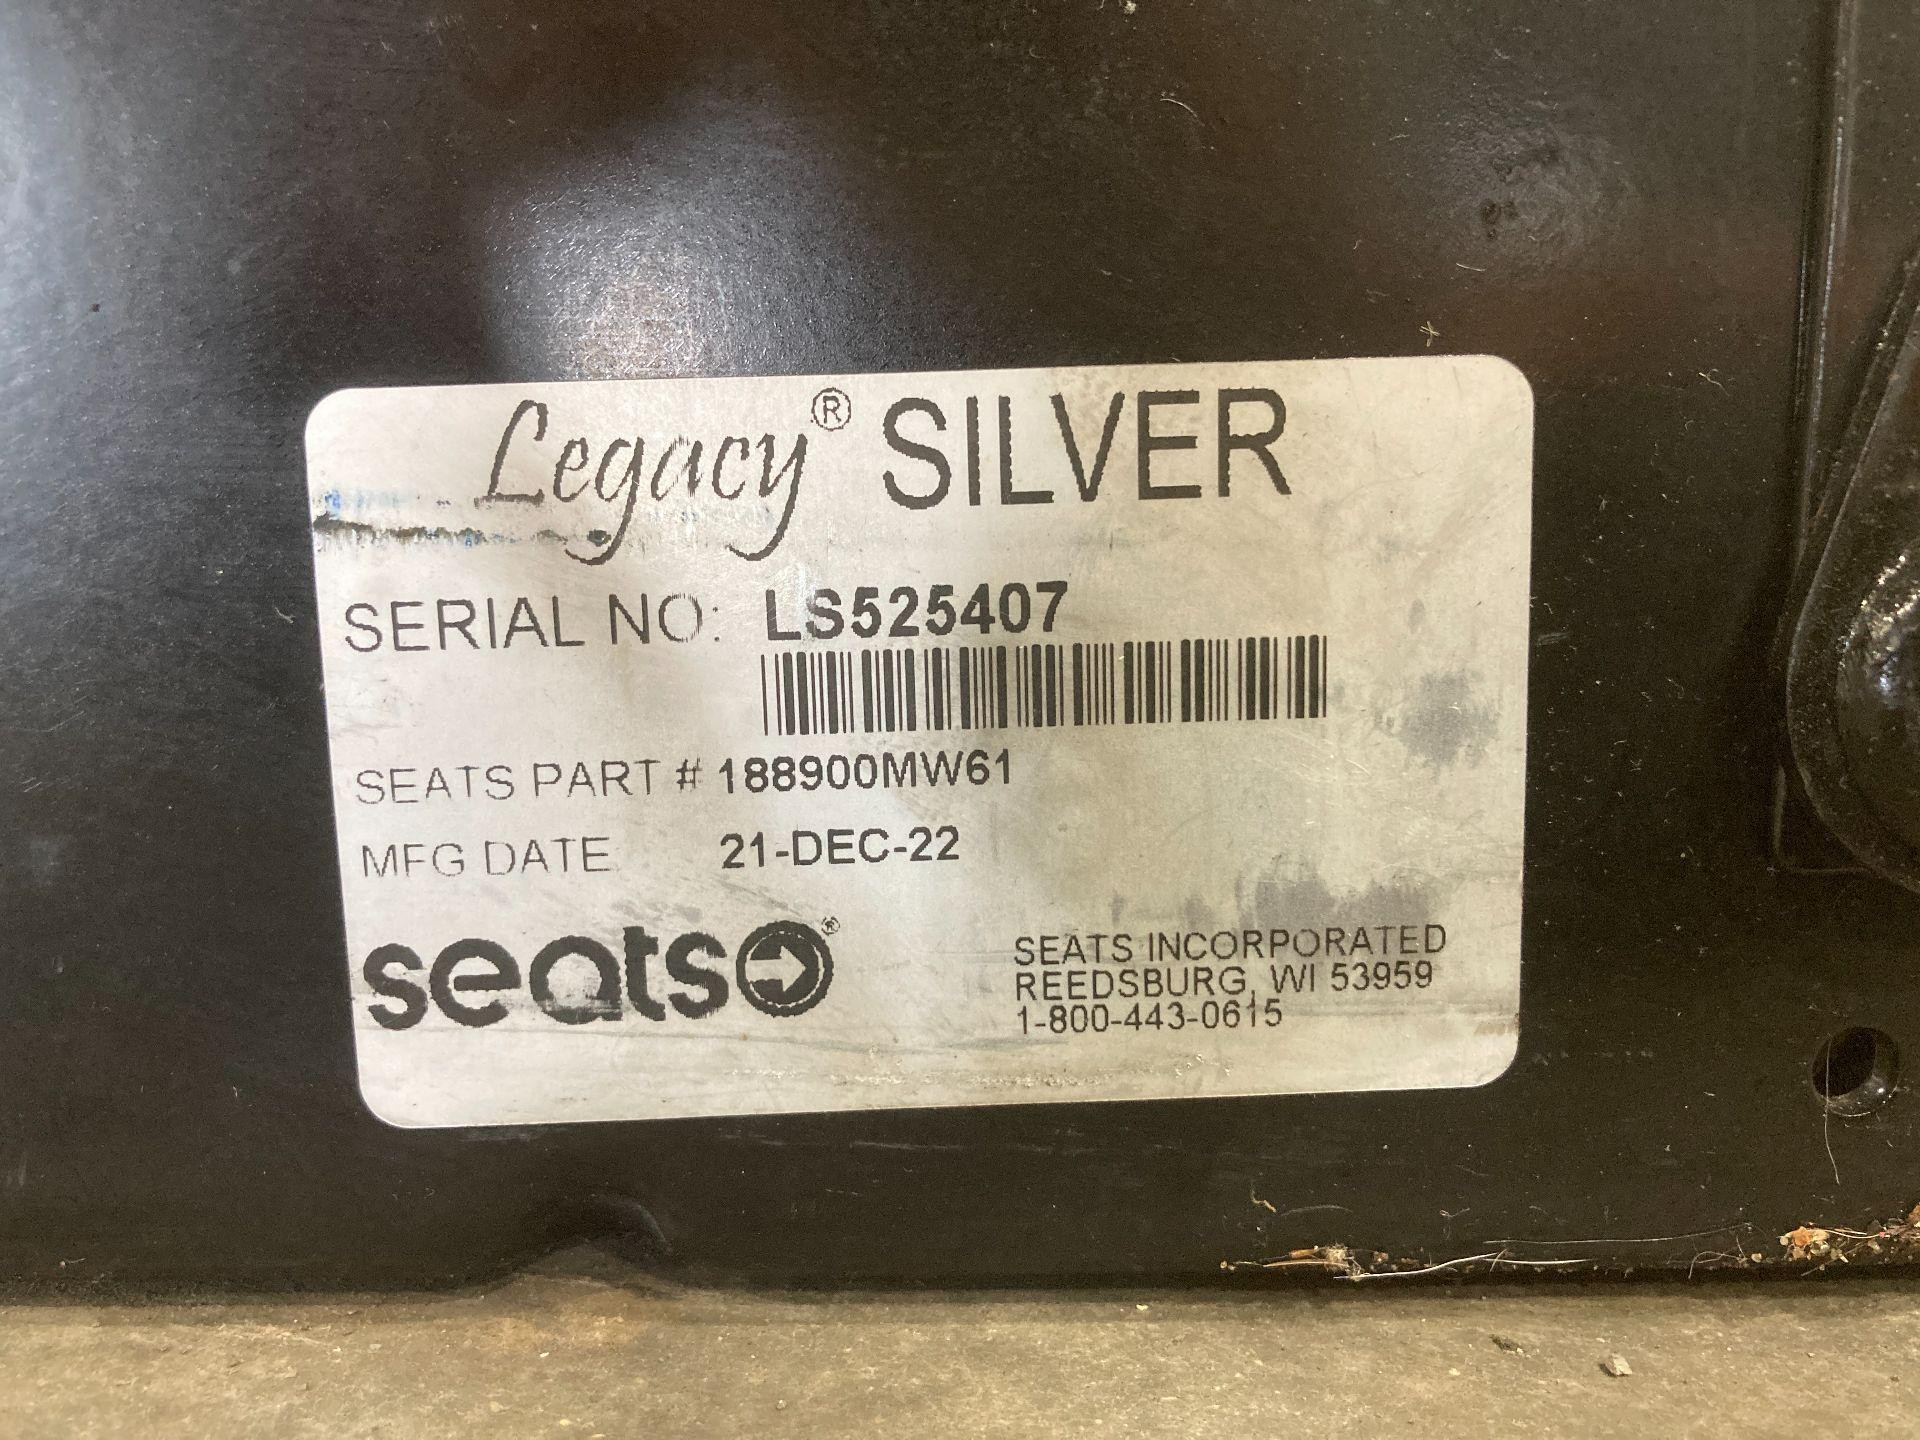 Legacy® SILVER
SERIAL NO: LS525407
SEATS PART # 188900MW61
MFG DATE 21-DEC-22
seats®
SEATS INCORPORATED
REEDSBURG, WI 53959
1-800-443-0615